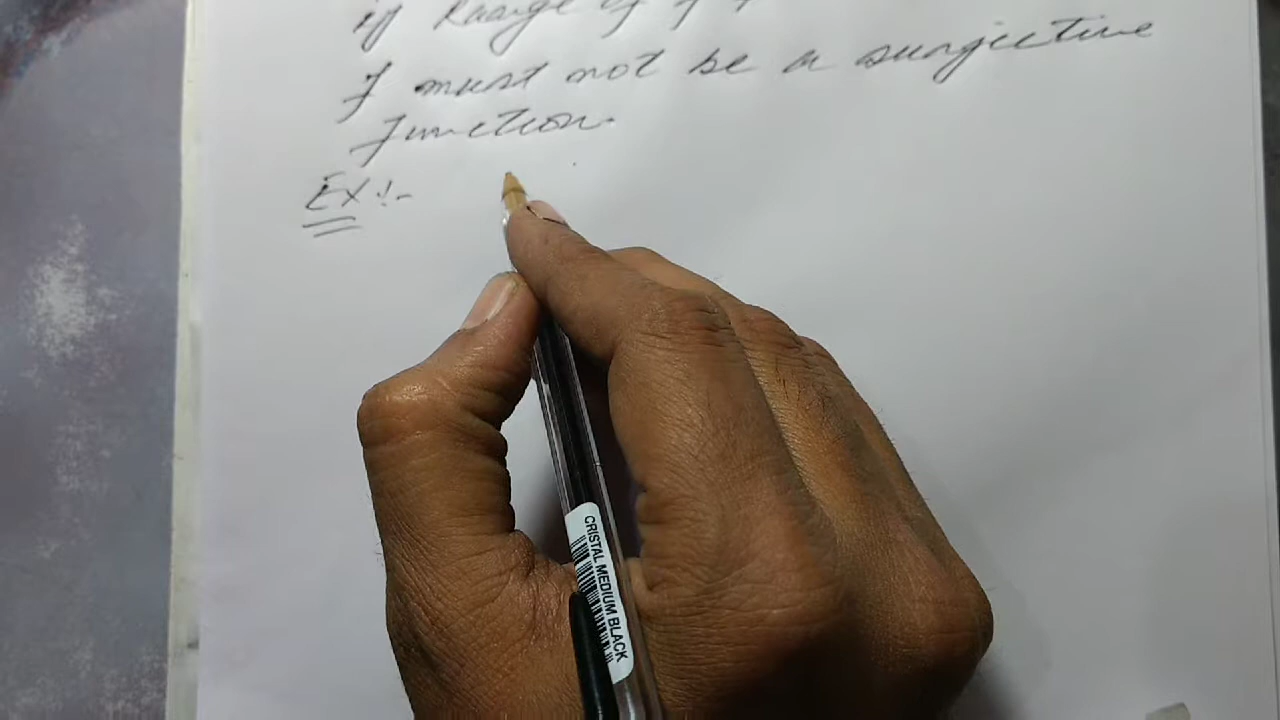 if Range of f
f must not be a surjective
function.
Ex:-
CRISTAL MEDIUM BLACK